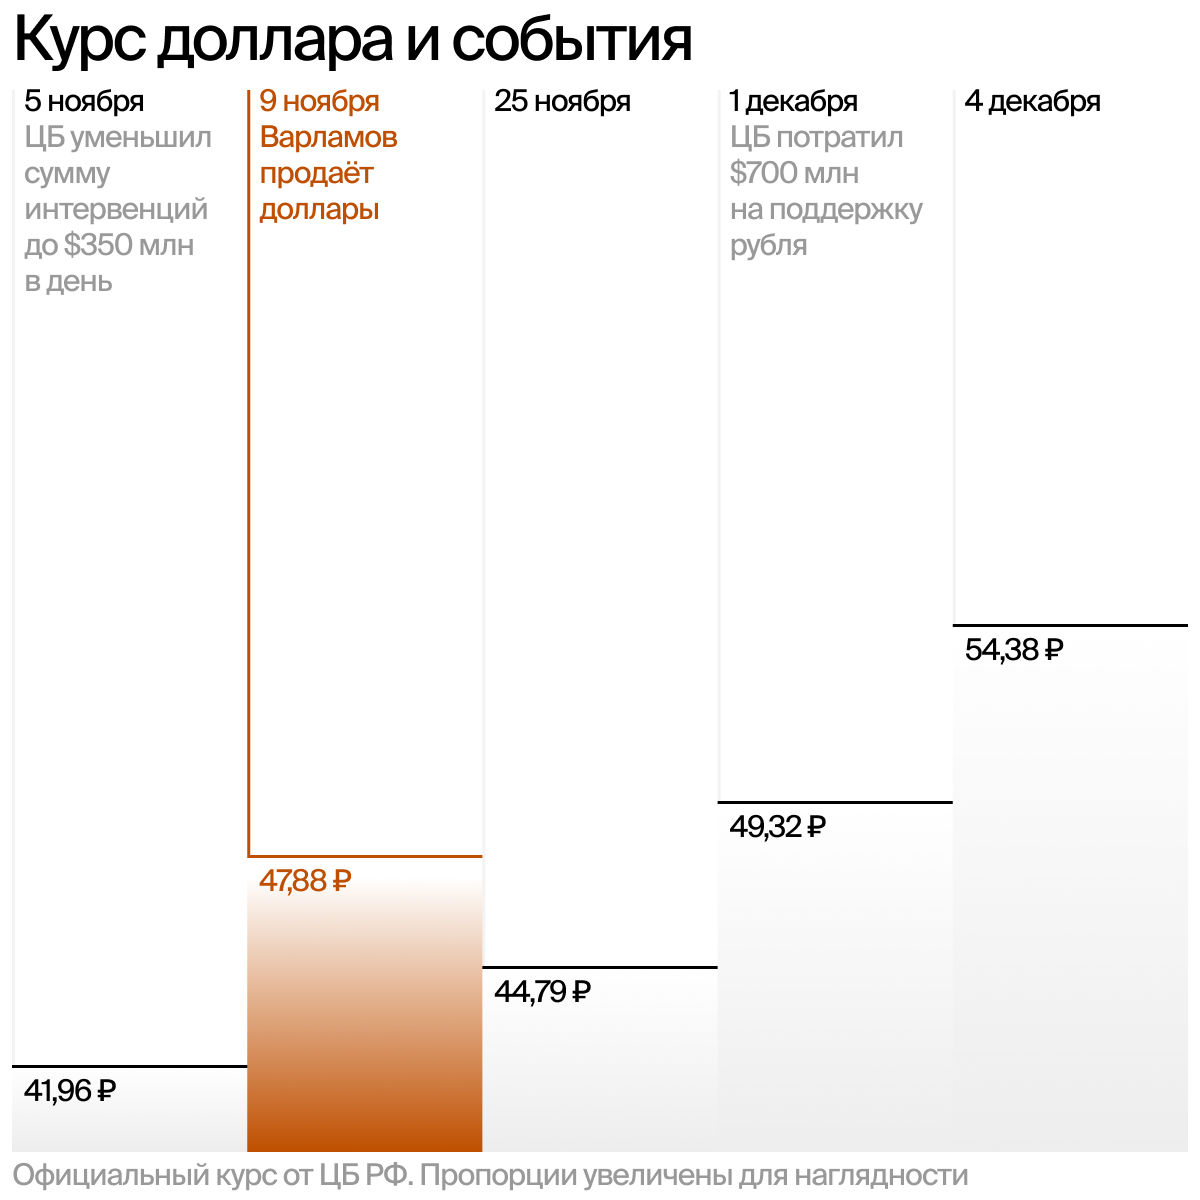 Курс доллара и события
5 ноября
ЦБ уменьшил
сумму
интервенций
до $350 млн
в день
41,96 ₽
9 ноября
Варламов
продаёт
доллары
47,88 ₽
25 ноября
44,79 ₽
1 декабря
ЦБ потратил
$700 млн
на поддержку
рубля
49,32 ₽
4 декабря
54,38 ₽
Официальный курс от ЦБ РФ. Пропорции увеличены для наглядности